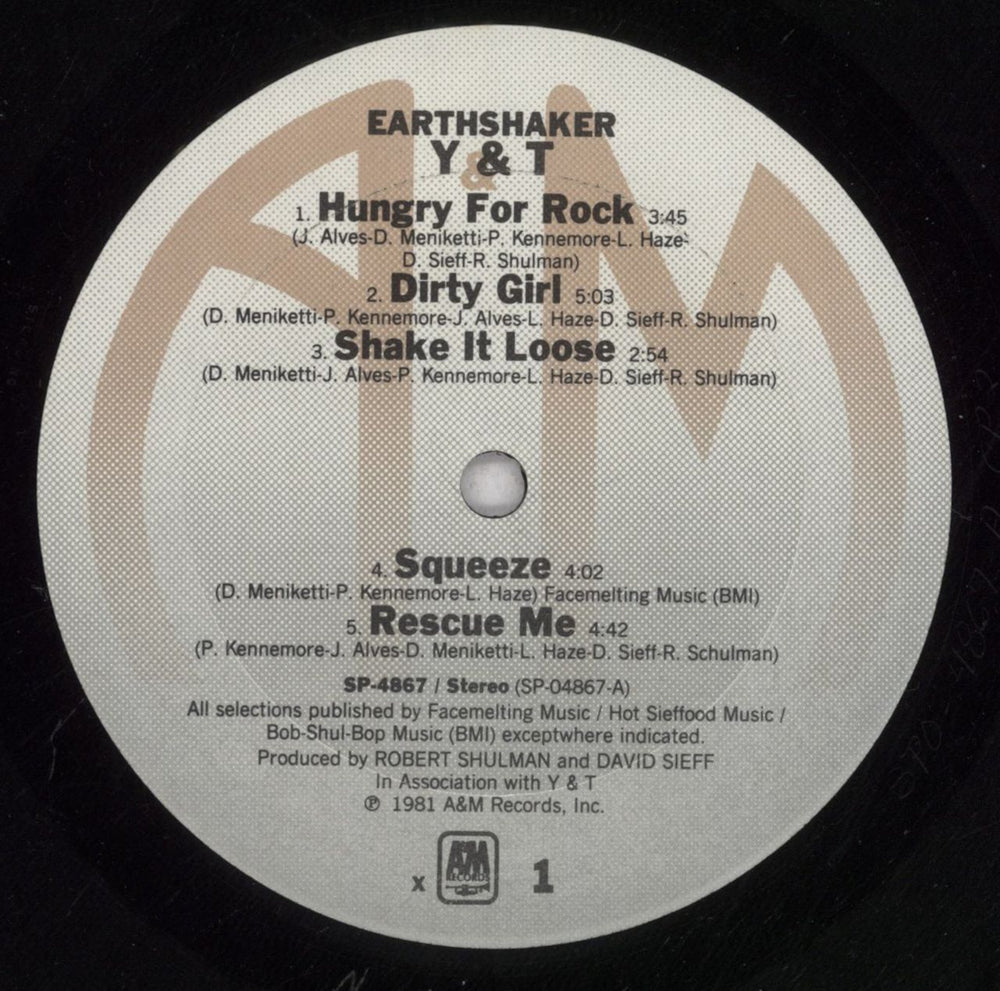 EARTHSHAKER
Y & T
1. Hungry For Rock 3:45
(J. Alves-D. Meniketti-P. Kennemore-L. Haze-
D. Sieff-R. Shulman)
2. Dirty Girl 5:03
(D. Meniketti-P. Kennemore-J. Alves-L. Haze-D. Sieff-R. Shulman)
3. Shake It Loose 2:54
(D. Meniketti-J. Alves-P. Kennemore-L. Haze-D. Sieff-R. Shulman)
4. Squeeze 4:02
(D. Meniketti-P. Kennemore-L. Haze) Facemelting Music (BMI)
5. Rescue Me 4:42
(P. Kennemore-J. Alves-D. Meniketti-L. Haze-D. Sieff-R. Schulman)
SP-4867 / Stereo (SP-04867-A)
All selections published by Facemelting Music / Hot Sieffood Music /
Bob-Shul-Bop Music (BMI) exceptwhere indicated.
Produced by ROBERT SHULMAN and DAVID SIEFF
In Association with Y & T
℗ 1981 A&M Records, Inc.
A&M
RECORDS
x 1
A&M